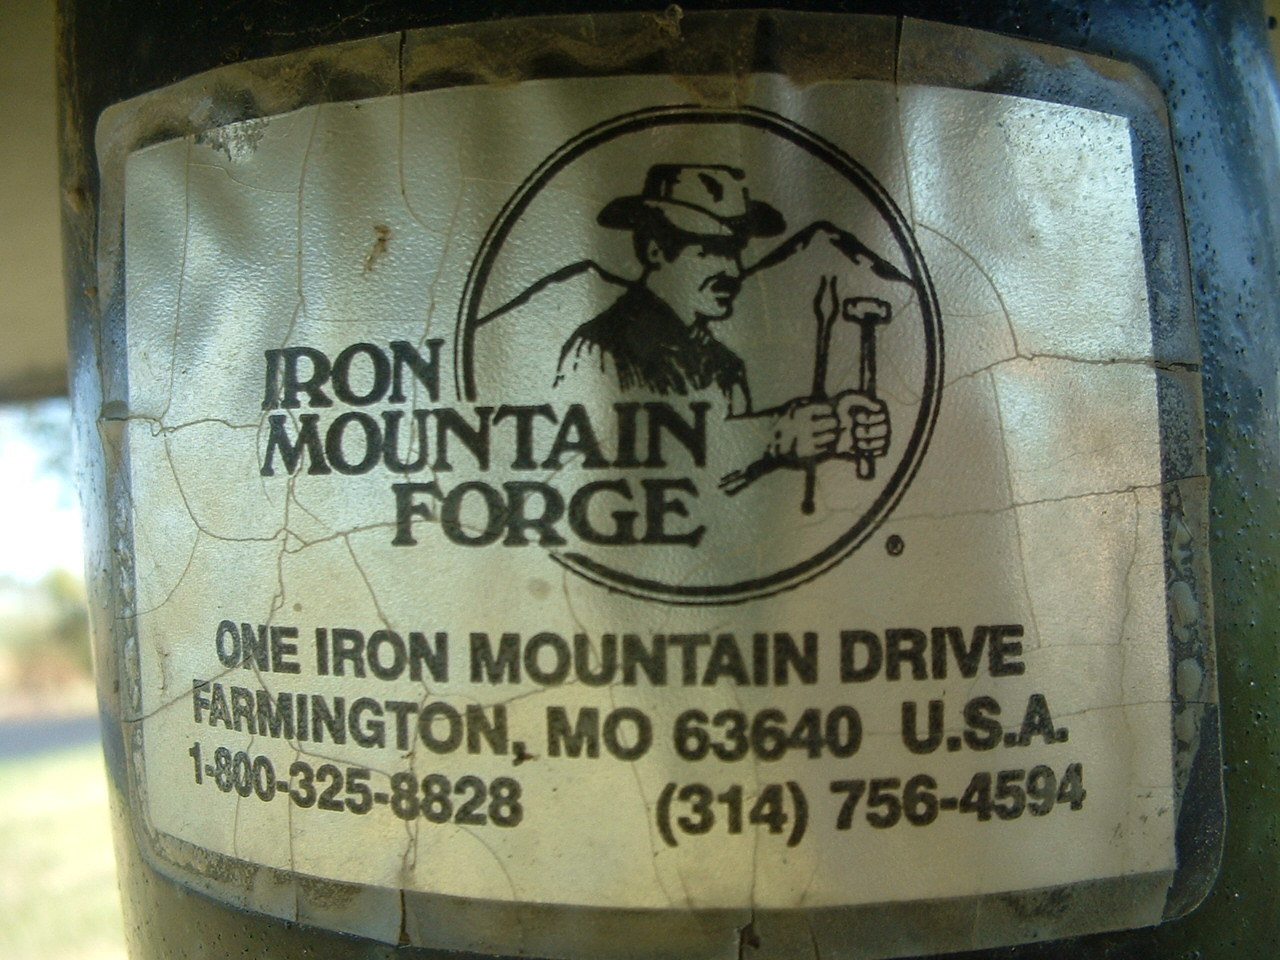 IRON
MOUNTAIN
FORGE
®
ONE IRON MOUNTAIN DRIVE
FARMINGTON, MO 63640 U.S.A.
1-800-325-8828 (314) 756-4594